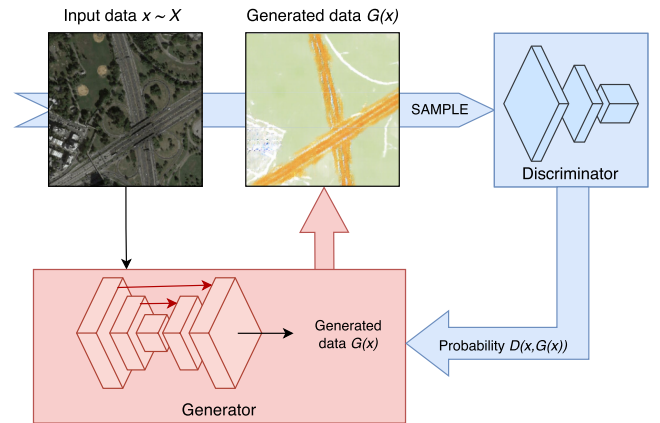 Input data x ~ X
Generated data G(x)
SAMPLE
Discriminator
Generated
data G(x)
Probability D(x,G(x))
Generator